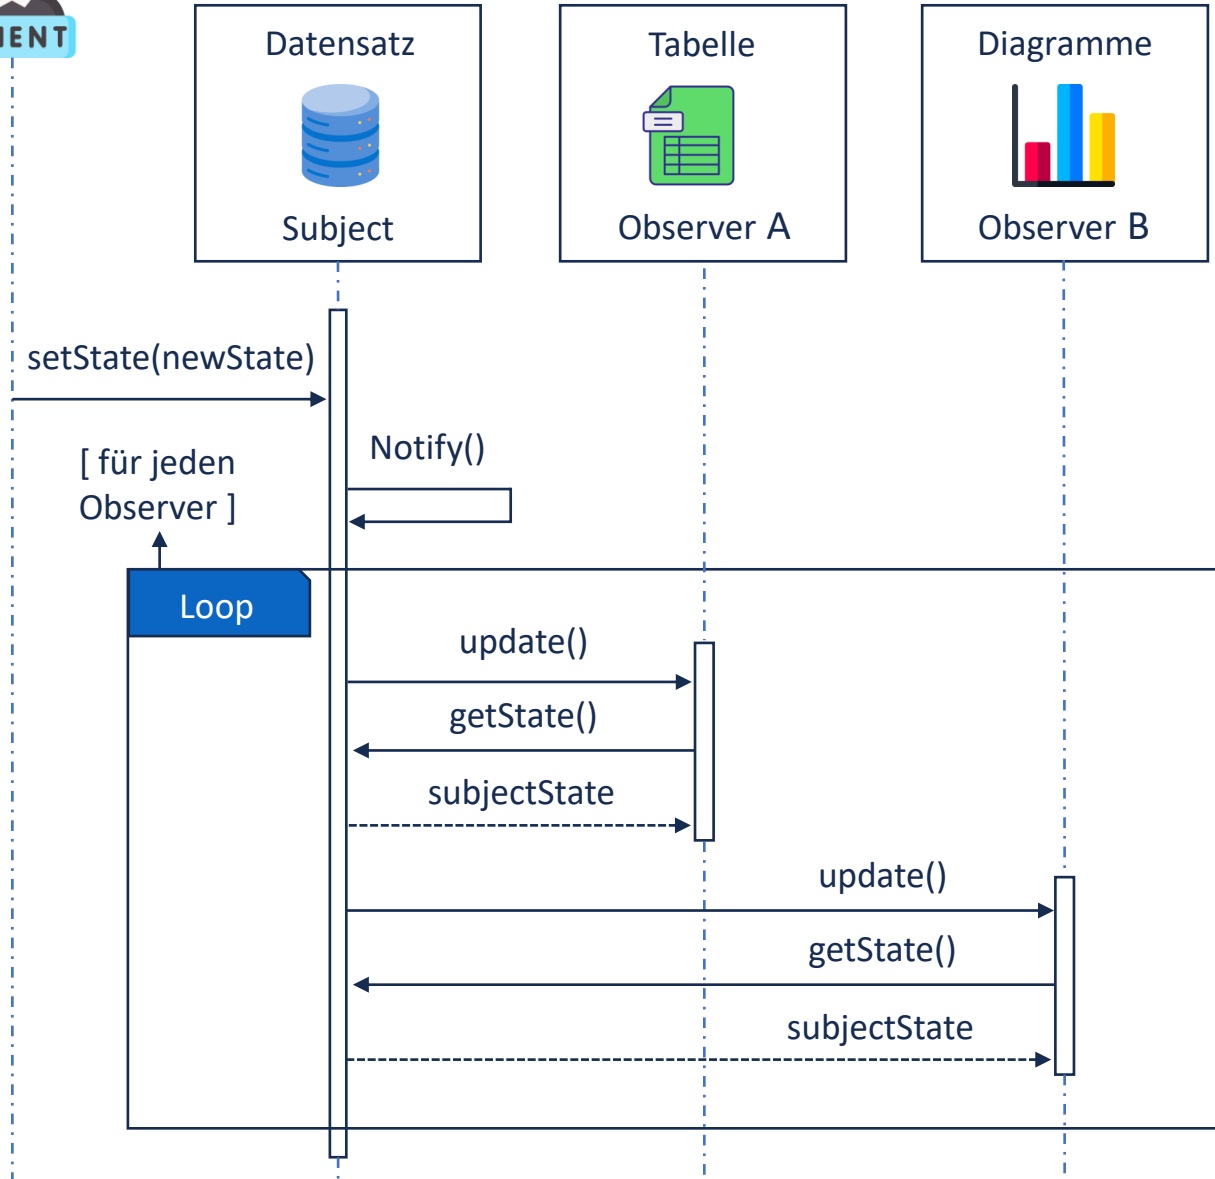 Datensatz
Subject
Tabelle
Observer A
Diagramme
Observer B
setState(newState)
Notify()
[ für jeden
Observer ]
Loop
update()
getState()
subjectState
update()
getState()
subjectState